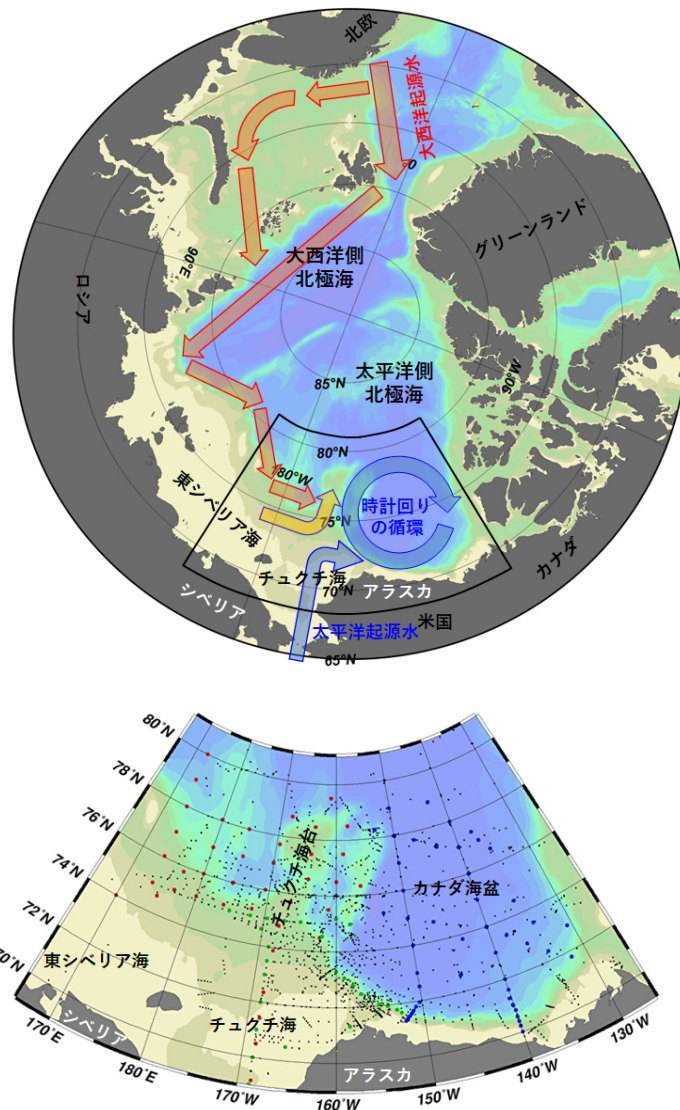 北欧
大西洋起源水
0
グリーンランド
90°E
大西洋側
北極海
ロシア
太平洋側
北極海
85°N
90°W
80°N
180°W
東シベリア海
75°N
時計回り
の循環
チュクチ海
70°N
アラスカ
カナダ
シベリア
太平洋起源水
米国
65°N
80˚N
78˚N
76˚N
74˚N
72˚N
70˚N
チュクチ海台
カナダ海盆
東シベリア海
チュクチ海
シベリア
アラスカ
170˚E
180˚E
170˚W
160˚W
150˚W
140˚W
130˚W